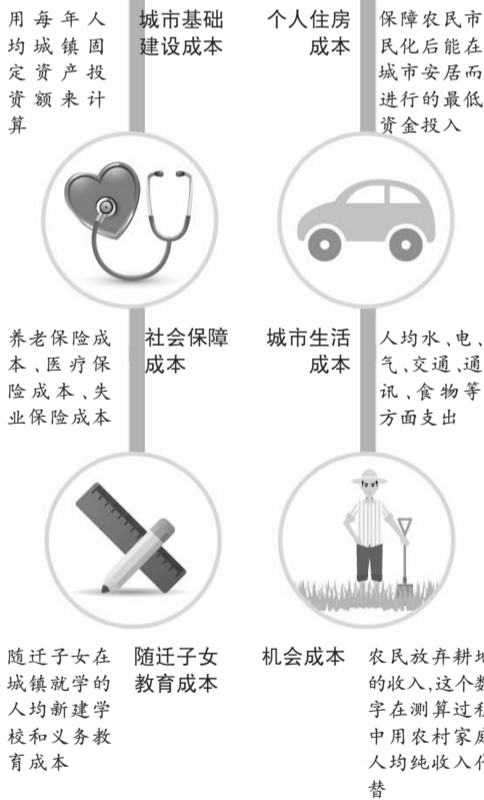 用每年人
均城镇固
定资产投
资额来计
算
城市基础
建设成本
个人住房
成本
保障农民市
民化后能在
城市安居而
进行的最低
资金投入
养老保险成
本、医疗保
险成本、失
业保险成本
社会保障
成本
城市生活
成本
人均水、电、
气、交通、通
讯、食物等
方面支出
随迁子女在
城镇就学的
人均新建学
校和义务教
育成本
随迁子女
教育成本
机会成本
农民放弃耕地
的收入,这个数
字在测算过程
中用农村家庭
人均纯收入代
替